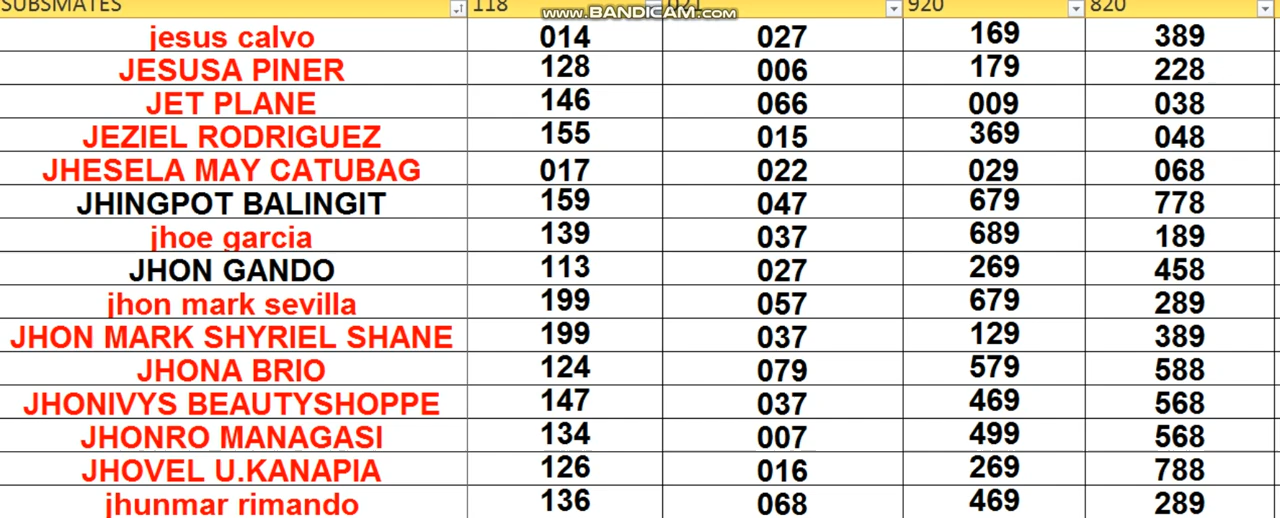 SUBSMATES 118 021 920 820
www.BANDICAM.com
jesus calvo 014 027 169 389
JESUSA PINER 128 006 179 228
JET PLANE 146 066 009 038
JEZIEL RODRIGUEZ 155 015 369 048
JHESELA MAY CATUBAG 017 022 029 068
JHINGPOT BALINGIT 159 047 679 778
jhoe garcia 139 037 689 189
JHON GANDO 113 027 269 458
jhon mark sevilla 199 057 679 289
JHON MARK SHYRIEL SHANE 199 037 129 389
JHONA BRIO 124 079 579 588
JHONIVYS BEAUTYSHOPPE 147 037 469 568
JHONRO MANAGASI 134 007 499 568
JHOVEL U.KANAPIA 126 016 269 788
jhunmar rimando 136 068 469 289